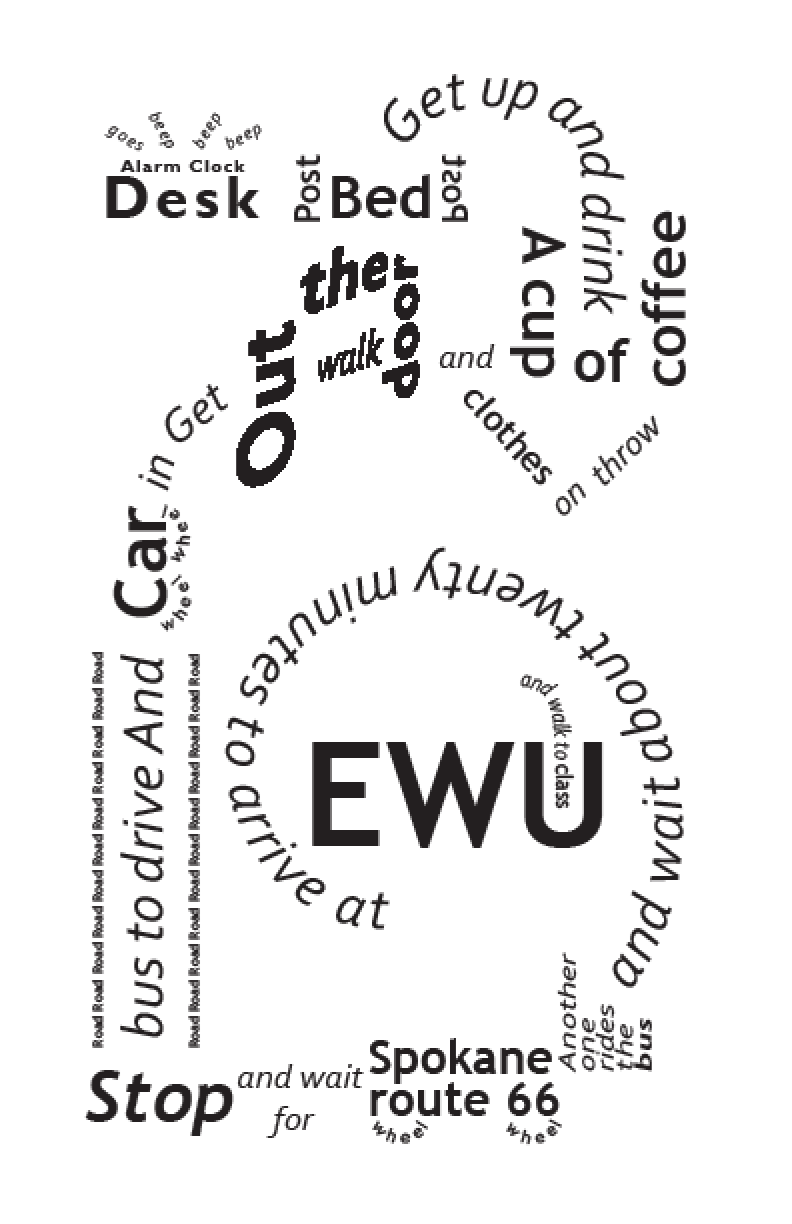 goes beep beep beep
Alarm Clock
Desk
Post Bed Post
Get up and drink
A cup of coffee
on throw
clothes
and
walk
Out the door
in Get
Car
wheel wheel
bus to drive And
Road Road Road Road Road Road Road Road Road Road Road
Road Road Road Road Road Road Road Road Road Road Road
Stop
and wait
for
Spokane
route 66
wheel wheel
Another
one
rides
the
bus
and wait about twenty minutes to arrive at
EWU
and walk to class